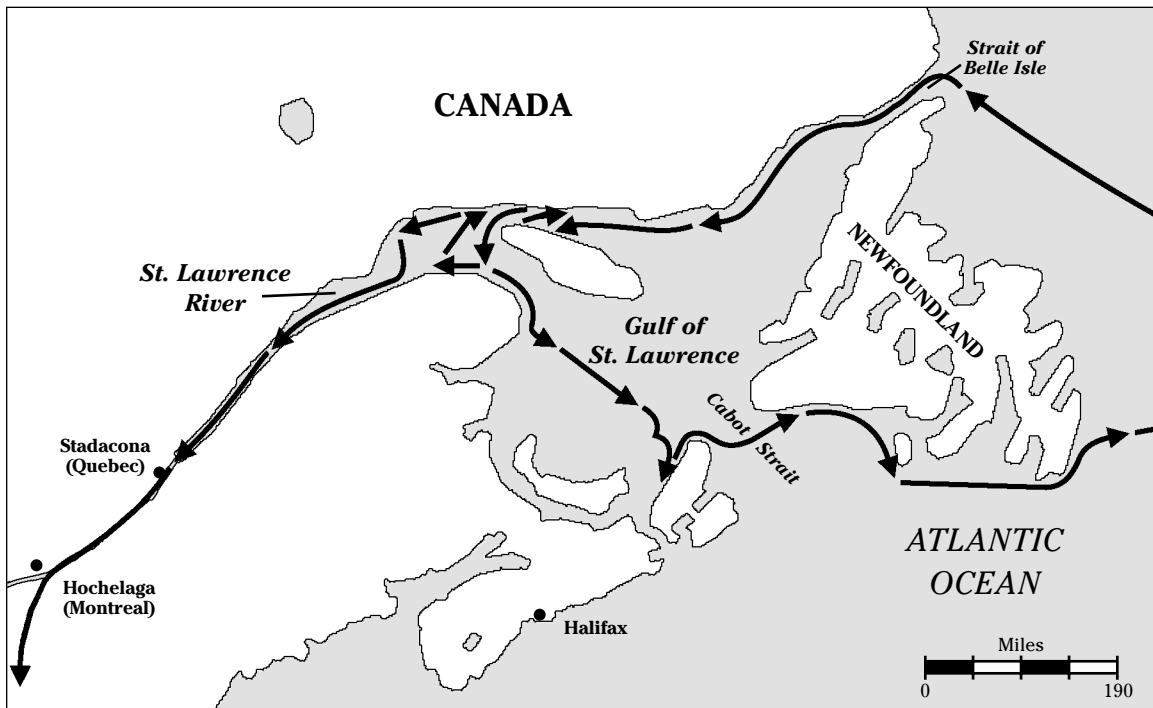 Strait of
Belle Isle
CANADA
NEWFOUNDLAND
St. Lawrence
River
Gulf of
St. Lawrence
Cabot Strait
Stadacona
(Quebec)
ATLANTIC
OCEAN
Hochelaga
(Montreal)
Halifax
Miles
0 190